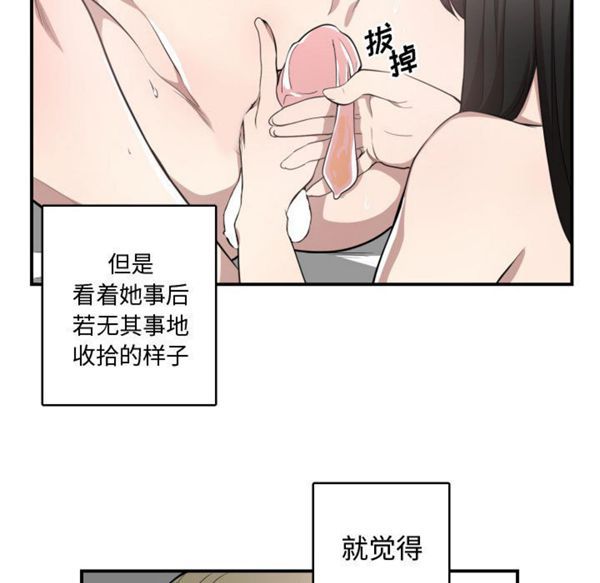 拔掉
但是
看着她事后
若无其事地
收拾的样子
就觉得